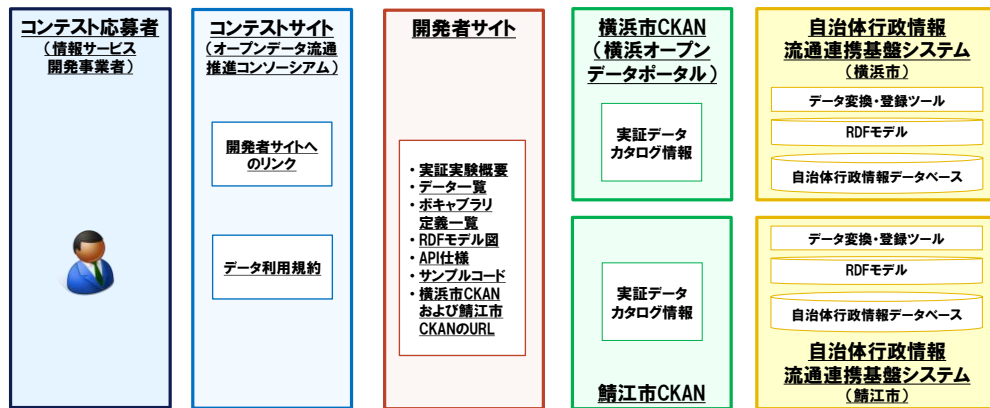 コンテスト応募者
（情報サービス
開発事業者）
コンテストサイト
（オープンデータ流通
推進コンソーシアム）
開発者サイトへ
のリンク
データ利用規約
開発者サイト
・実証実験概要
・データ一覧
・ボキャブラリ
定義一覧
・RDFモデル図
・API仕様
・サンプルコード
・横浜市CKAN
および鯖江市
CKANのURL
横浜市CKAN
（横浜オープン
データポータル）
実証データ
カタログ情報
実証データ
カタログ情報
鯖江市CKAN
自治体行政情報
流通連携基盤システム
（横浜市）
データ変換・登録ツール
RDFモデル
自治体行政情報データベース
データ変換・登録ツール
RDFモデル
自治体行政情報データベース
自治体行政情報
流通連携基盤システム
（鯖江市）